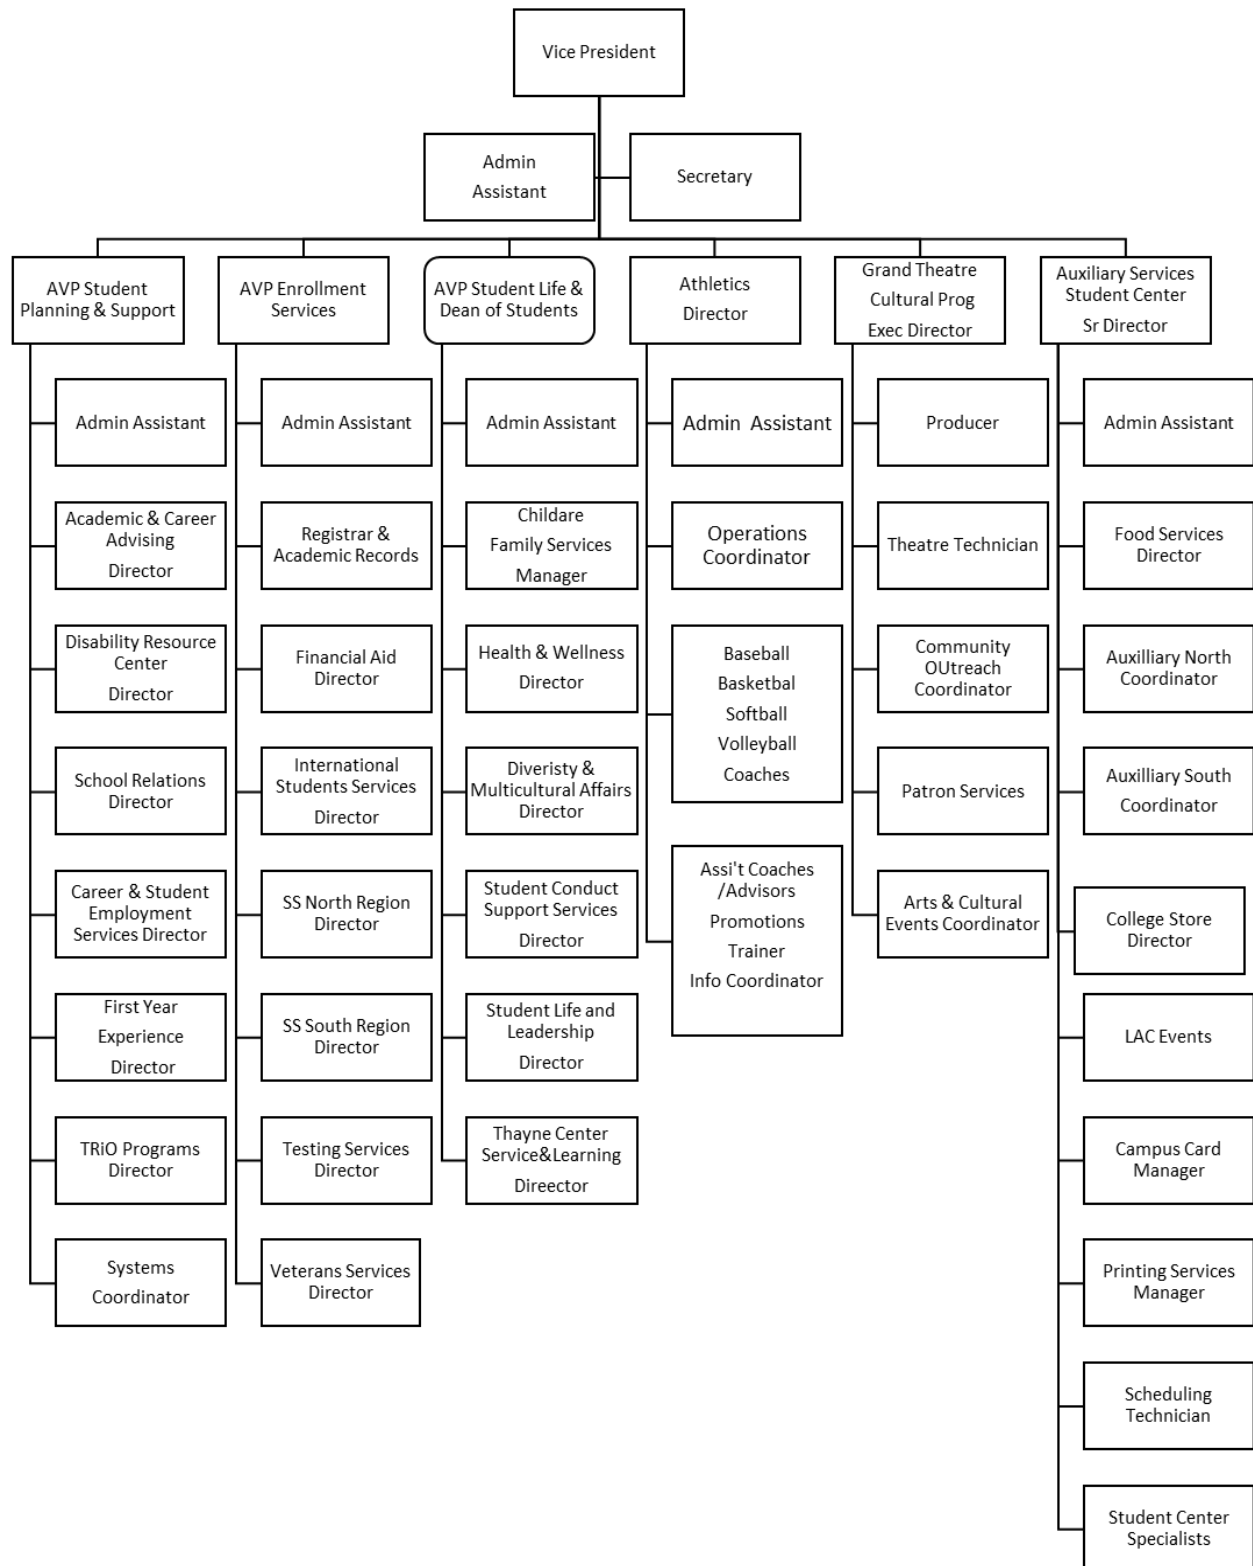 Vice President
Admin
Assistant
Secretary
AVP Student
Planning & Support
AVP Enrollment
Services
AVP Student Life &
Dean of Students
Athletics
Director
Grand Theatre
Cultural Prog
Exec Director
Auxiliary Services
Student Center
Sr Director
Admin Assistant
Academic & Career
Advising
Director
Disability Resource
Center
Director
School Relations
Director
Career & Student
Employment
Services Director
First Year
Experience
Director
TRiO Programs
Director
Systems
Coordinator
Admin Assistant
Registrar &
Academic Records
Financial Aid
Director
International
Students Services
Director
SS North Region
Director
SS South Region
Director
Testing Services
Director
Veterans Services
Director
Admin Assistant
Childare
Family Services
Manager
Health & Wellness
Director
Diveristy &
Multicultural Affairs
Director
Student Conduct
Support Services
Director
Student Life and
Leadership
Director
Thayne Center
Service&Learning
Direector
Admin Assistant
Operations
Coordinator
Baseball
Basketbal
Softball
Volleyball
Coaches
Assi't Coaches
/Advisors
Promotions
Trainer
Info Coordinator
Producer
Theatre Technician
Community
OUtreach
Coordinator
Patron Services
Arts & Cultural
Events Coordinator
Admin Assistant
Food Services
Director
Auxilliary North
Coordinator
Auxilliary South
Coordinator
College Store
Director
LAC Events
Campus Card
Manager
Printing Services
Manager
Scheduling
Technician
Student Center
Specialists